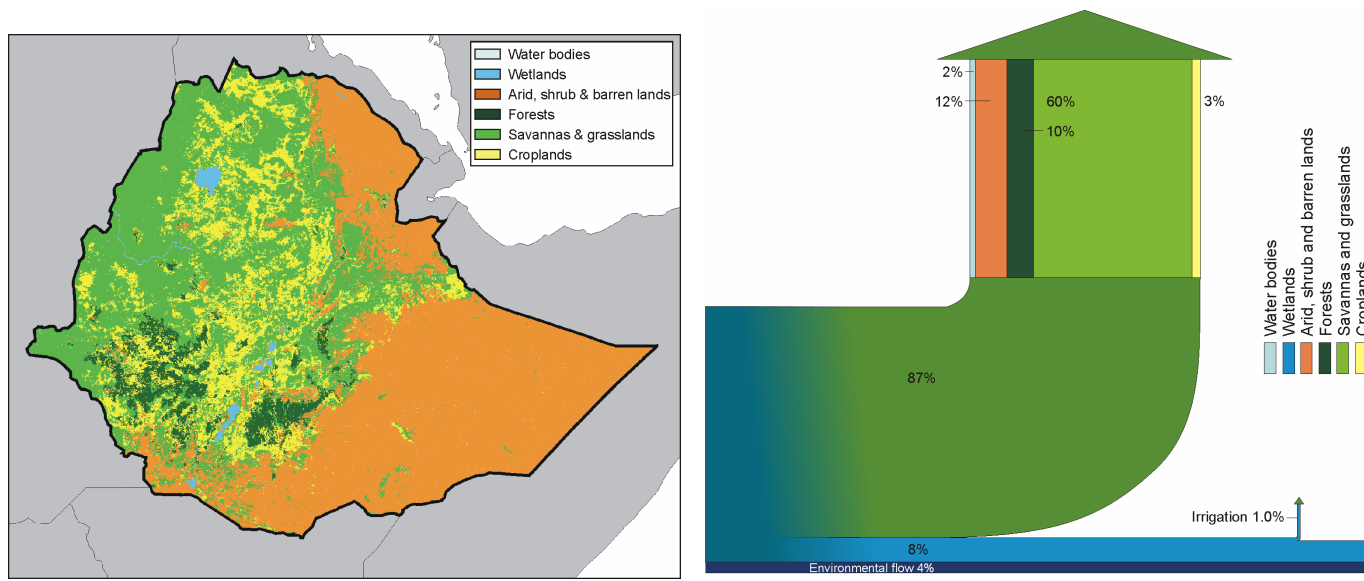 Water bodies
Wetlands
Arid, shrub & barren lands
Forests
Savannas & grasslands
Croplands
2%
12%
60%
3%
10%
Water bodies
Wetlands
Arid, shrub and barren lands
Forests
Savannas and grasslands
Croplands
87%
Irrigation 1.0%
8%
Environmental flow 4%